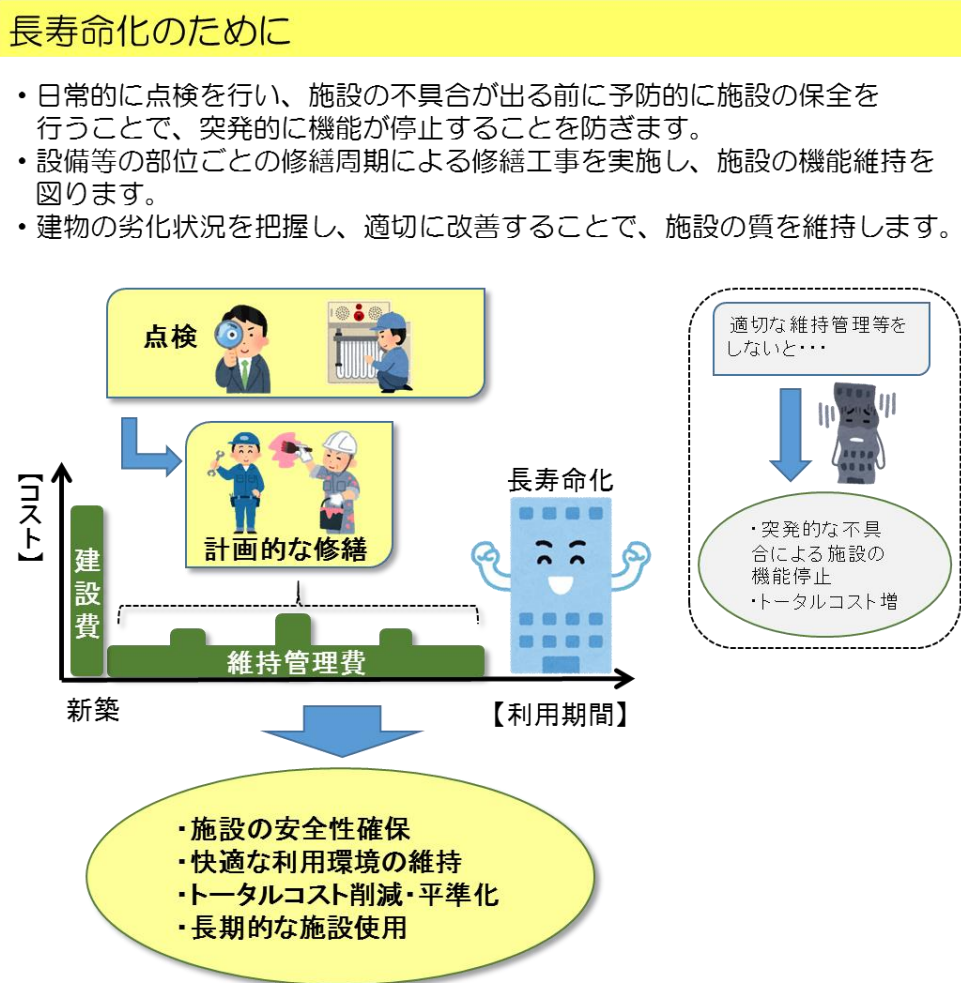 長寿命化のために
・日常的に点検を行い、施設の不具合が出る前に予防的に施設の保全を
行うことで、突発的に機能が停止することを防ぎます。
・設備等の部位ごとの修繕周期による修繕工事を実施し、施設の機能維持を
図ります。
・建物の劣化状況を把握し、適切に改善することで、施設の質を維持します。
点検
計画的な修繕
【コスト】
建設費
維持管理費
新築
【利用期間】
長寿命化
適切な維持管理等を
しないと・・・
・突発的な不具
合による施設の
機能停止
・トータルコスト増
・施設の安全性確保
・快適な利用環境の維持
・トータルコスト削減・平準化
・長期的な施設使用